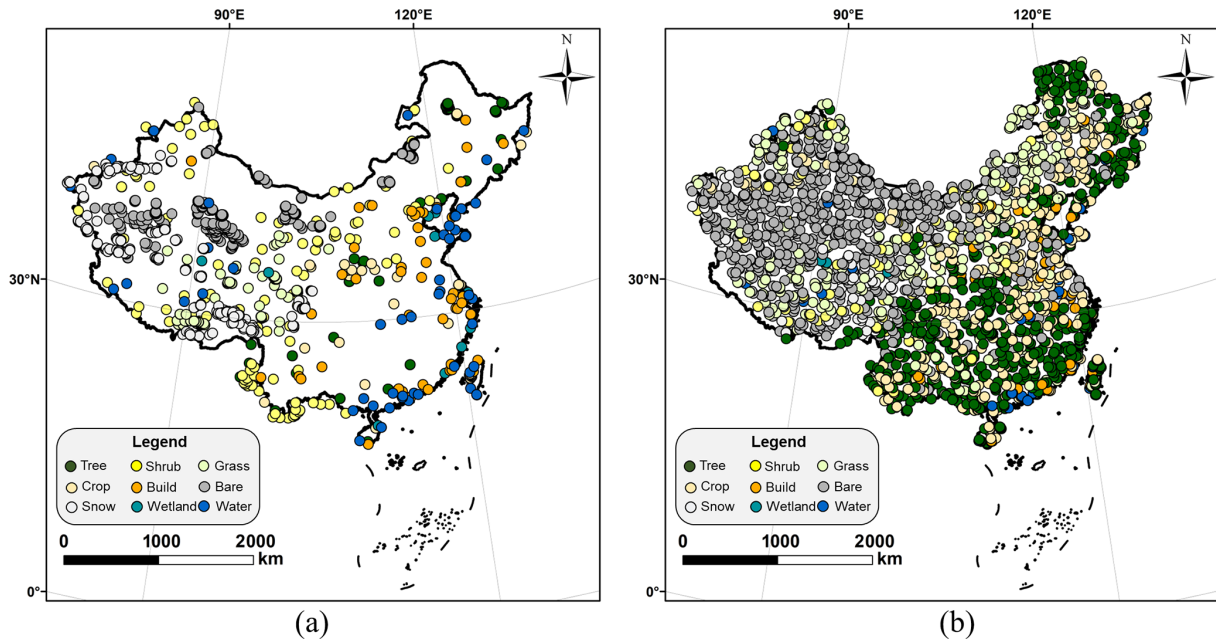 90°E 120°E 90°E 120°E
N N
30°N 30°N
Legend Legend
Tree Shrub Grass Tree Shrub Grass
Crop Build Bare Crop Build Bare
Snow Wetland Water Snow Wetland Water
0 1000 2000 0 1000 2000
km km
0° 0°
(a) (b)